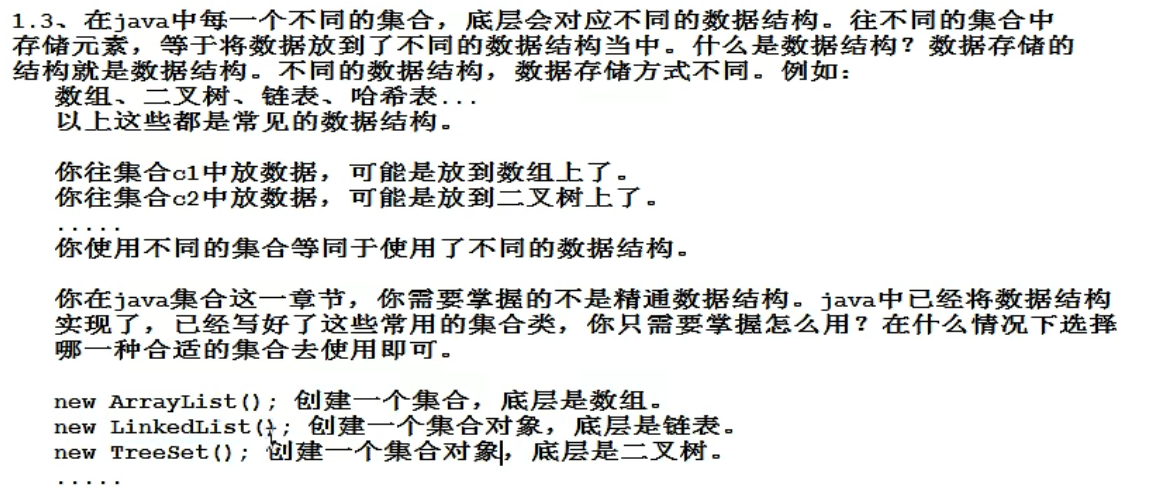 1.3、在java中每一个不同的集合，底层会对应不同的数据结构。往不同的集合中
存储元素，等于将数据放到了不同的数据结构当中。什么是数据结构？数据存储的
结构就是数据结构。不同的数据结构，数据存储方式不同。例如：
数组、二叉树、链表、哈希表...
以上这些都是常见的数据结构。
你往集合c1中放数据，可能是放到数组上了。
你往集合c2中放数据，可能是放到二叉树上了。
.....
你使用不同的集合等同于使用了不同的数据结构。
你在java集合这一章节，你需要掌握的不是精通数据结构。java中已经将数据结构
实现了，已经写好了这些常用的集合类，你只需要掌握怎么用？在什么情况下选择
哪一种合适的集合去使用即可。
new ArrayList(); 创建一个集合，底层是数组。
new LinkedList(); 创建一个集合对象，底层是链表。
new TreeSet(); 创建一个集合对象，底层是二叉树。
.....